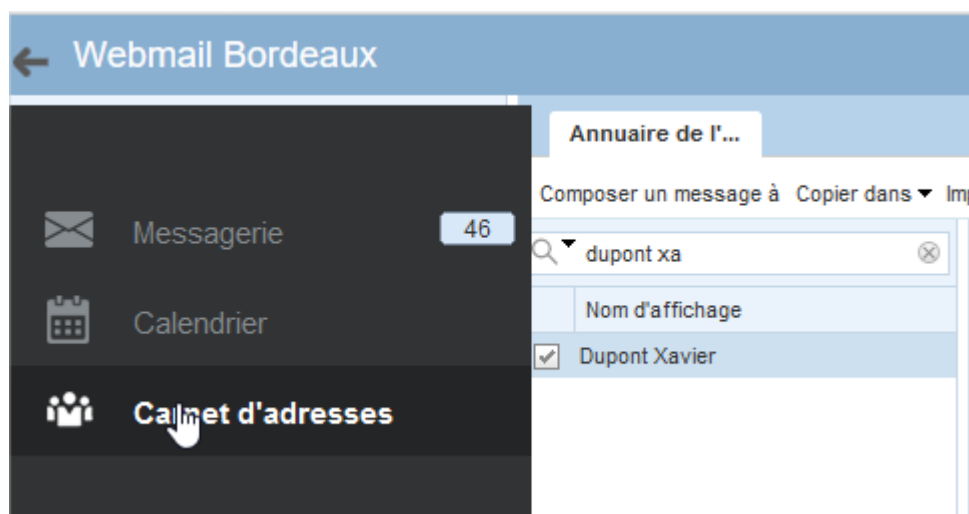 Webmail Bordeaux
Annuaire de l'...
Composer un message à Copier dans Imp
Messagerie 46
Calendrier
Carnet d'adresses
dupont xa
Nom d'affichage
Dupont Xavier